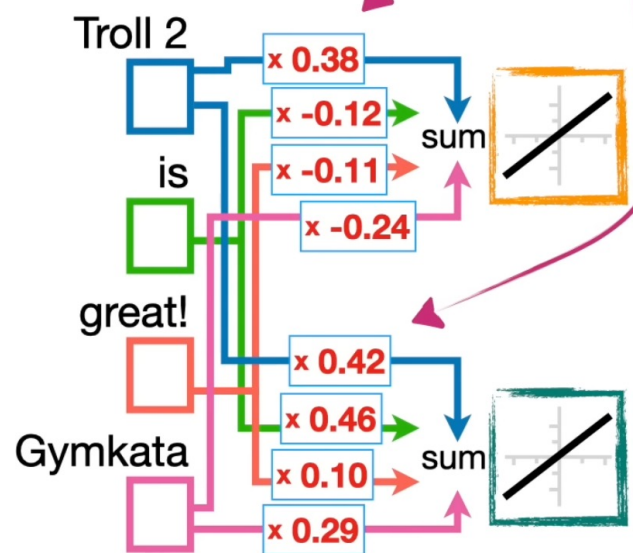 Troll 2
x 0.38
x -0.12
sum
x -0.11
is
x -0.24
great!
x 0.42
x 0.46
Gymkata
sum
x 0.10
x 0.29